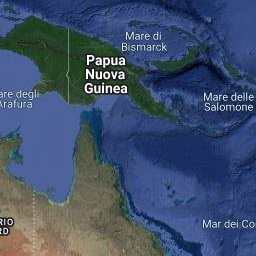 Mare di
Bismarck
Papua
Nuova
Guinea
are degli
Arafura
Mare delle
Salomone
Mar dei Co
RIO
RD